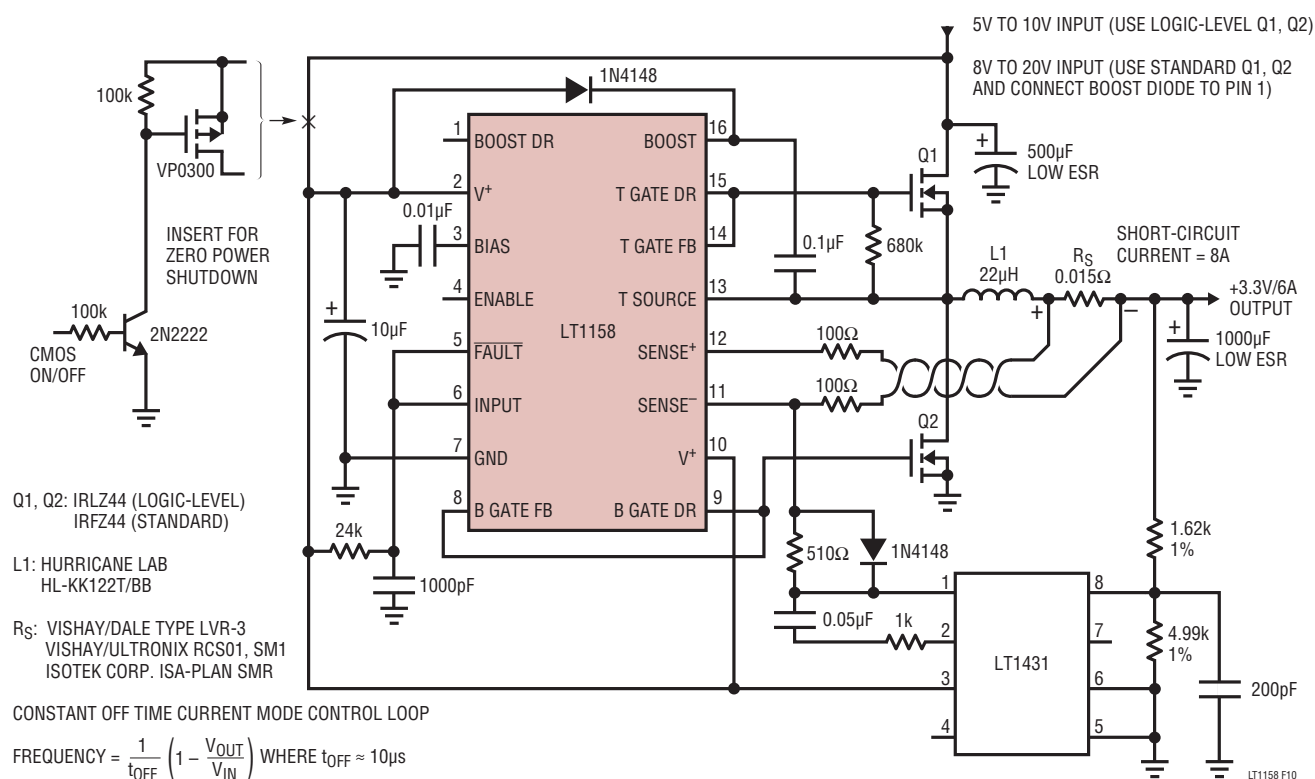 5V TO 10V INPUT (USE LOGIC-LEVEL Q1, Q2)
8V TO 20V INPUT (USE STANDARD Q1, Q2
AND CONNECT BOOST DIODE TO PIN 1)
100k
VP0300
INSERT FOR
ZERO POWER
SHUTDOWN
100k
2N2222
CMOS
ON/OFF
1N4148
1
BOOST DR
BOOST
16
2
V+
T GATE DR
15
0.01µF
3
BIAS
T GATE FB
14
4
ENABLE
T SOURCE
13
LT1158
+
10µF
5
FAULT
SENSE+
12
6
INPUT
SENSE–
11
7
GND
V+
10
8
B GATE FB
B GATE DR
9
Q1
+
500µF
LOW ESR
0.1µF
680k
L1
22µH
RS
0.015Ω
SHORT-CIRCUIT
CURRENT = 8A
+3.3V/6A
OUTPUT
+
–
+
1000µF
LOW ESR
100Ω
100Ω
Q2
24k
1000pF
510Ω
1N4148
0.05µF
1k
1
2
3
4
LT1431
8
7
6
5
1.62k
1%
4.99k
1%
200pF
Q1, Q2: IRLZ44 (LOGIC-LEVEL)
IRFZ44 (STANDARD)
L1: HURRICANE LAB
HL-KK122T/BB
RS: VISHAY/DALE TYPE LVR-3
VISHAY/ULTRONIX RCS01, SM1
ISOTEK CORP. ISA-PLAN SMR
CONSTANT OFF TIME CURRENT MODE CONTROL LOOP
FREQUENCY = 1/tOFF (1 – VOUT/VIN) WHERE tOFF ≈ 10µs
LT1158 F10